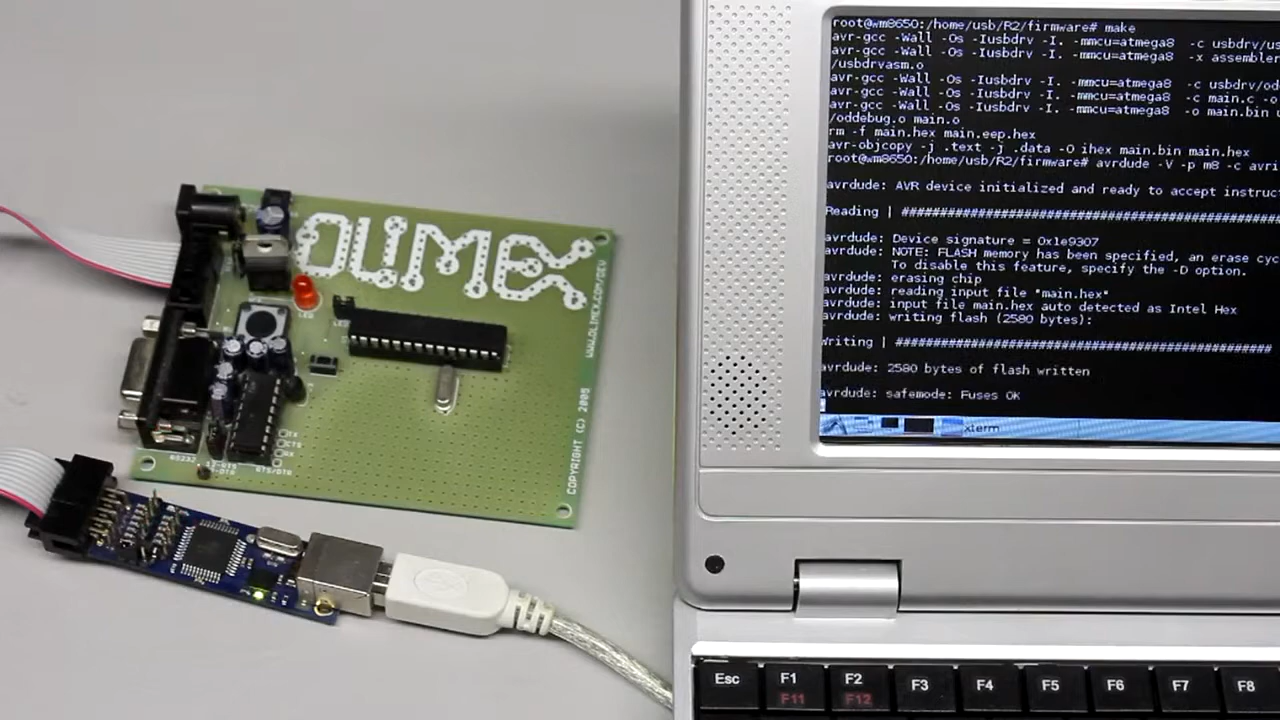 root@wm8650:/home/usb/R2/firmware# make
avr-gcc -Wall -Os -Iusbdrv -I. -mmcu=atmega8 -c usbdrv/us
avr-gcc -Wall -Os -Iusbdrv -I. -mmcu=atmega8 -x assembler
/usbdrvasm.o
avr-gcc -Wall -Os -Iusbdrv -I. -mmcu=atmega8 -c usbdrv/od
avr-gcc -Wall -Os -Iusbdrv -I. -mmcu=atmega8 -c main.c -o
avr-gcc -Wall -Os -Iusbdrv -I. -mmcu=atmega8 -o main.bin u
/oddebug.o main.o
rm -f main.hex main.eep.hex
avr-objcopy -j .text -j .data -O ihex main.bin main.hex
root@wm8650:/home/usb/R2/firmware# avrdude -V -p m8 -c avri
avrdude: AVR device initialized and ready to accept instruct
Reading | ##################################################
avrdude: Device signature = 0x1e9307
avrdude: NOTE: FLASH memory has been specified, an erase cyc
To disable this feature, specify the -D option.
avrdude: erasing chip
avrdude: reading input file "main.hex"
avrdude: input file main.hex auto detected as Intel Hex
avrdude: writing flash (2580 bytes):
Writing | ##################################################
avrdude: 2580 bytes of flash written
avrdude: safemode: Fuses OK
xterm
OLIMEX
WWW.OLIMEX.COM/DEV
COPYRIGHT (C) 2005
LED
RS232
TX
CTS
RX
RTS/DTR
Esc
F1
F11
F2
F12
F3
F4
F5
F6
F7
F8